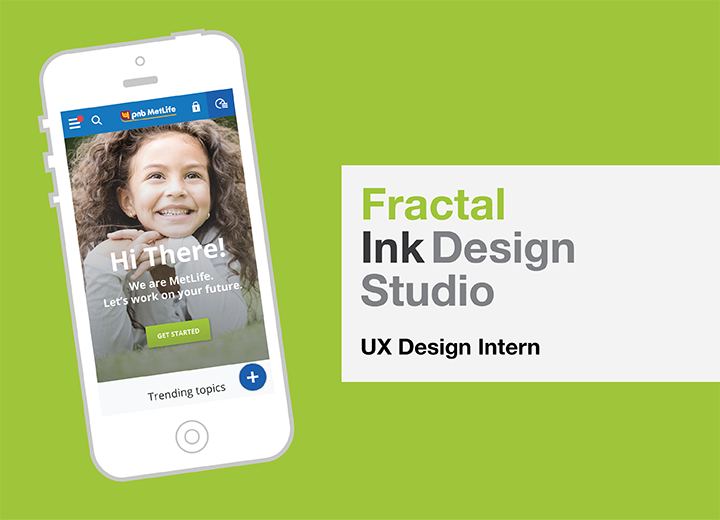 pnb MetLife
Hi There!
We are MetLife.
Let's work on your future.
GET STARTED
Trending topics
Fractal
Ink Design
Studio
UX Design Intern